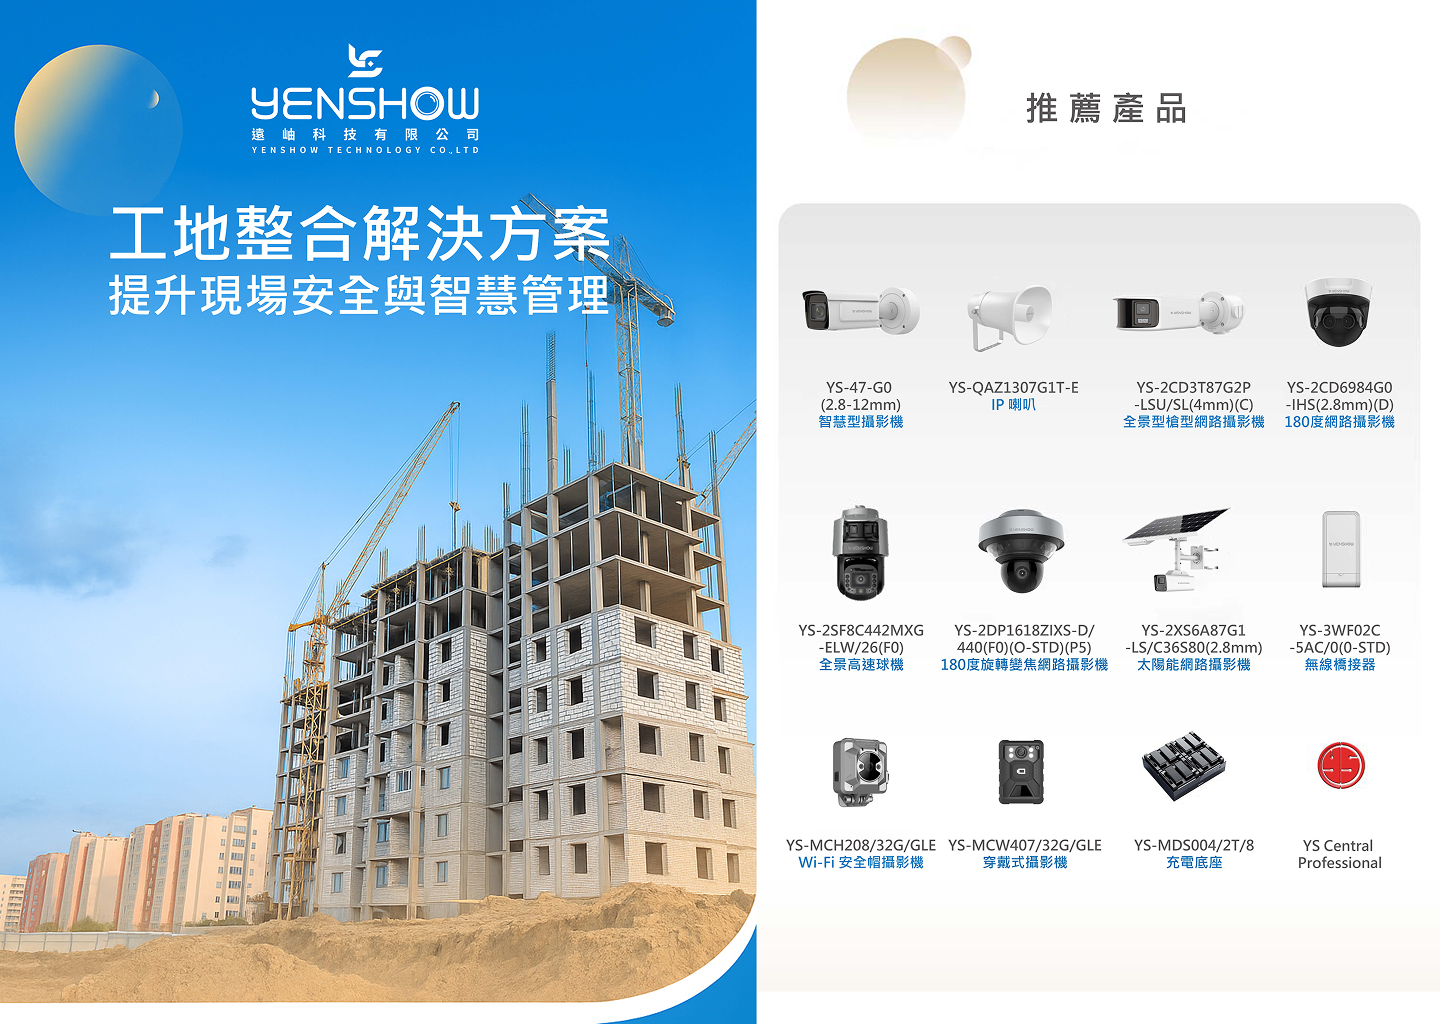 YENSHOW
遠岫科技有限公司
YENSHOW TECHNOLOGY CO.,LTD
工地整合解決方案
提升現場安全與智慧管理
推薦產品
YS-47-G0
(2.8-12mm)
智慧型攝影機
YS-QAZ1307G1T-E
IP 喇叭
YS-2CD3T87G2P
-LSU/SL(4mm)(C)
全景型槍型網路攝影機
YS-2CD6984G0
-IHS(2.8mm)(D)
180度網路攝影機
YS-2SF8C442MXG
-ELW/26(F0)
全景高速球機
YS-2DP1618ZIXS-D/
440(F0)(O-STD)(P5)
180度旋轉變焦網路攝影機
YS-2XS6A87G1
-LS/C36S80(2.8mm)
太陽能網路攝影機
YS-3WF02C
-5AC/0(0-STD)
無線橋接器
YS-MCH208/32G/GLE
Wi-Fi 安全帽攝影機
YS-MCW407/32G/GLE
穿戴式攝影機
YS-MDS004/2T/8
充電底座
YS Central
Professional